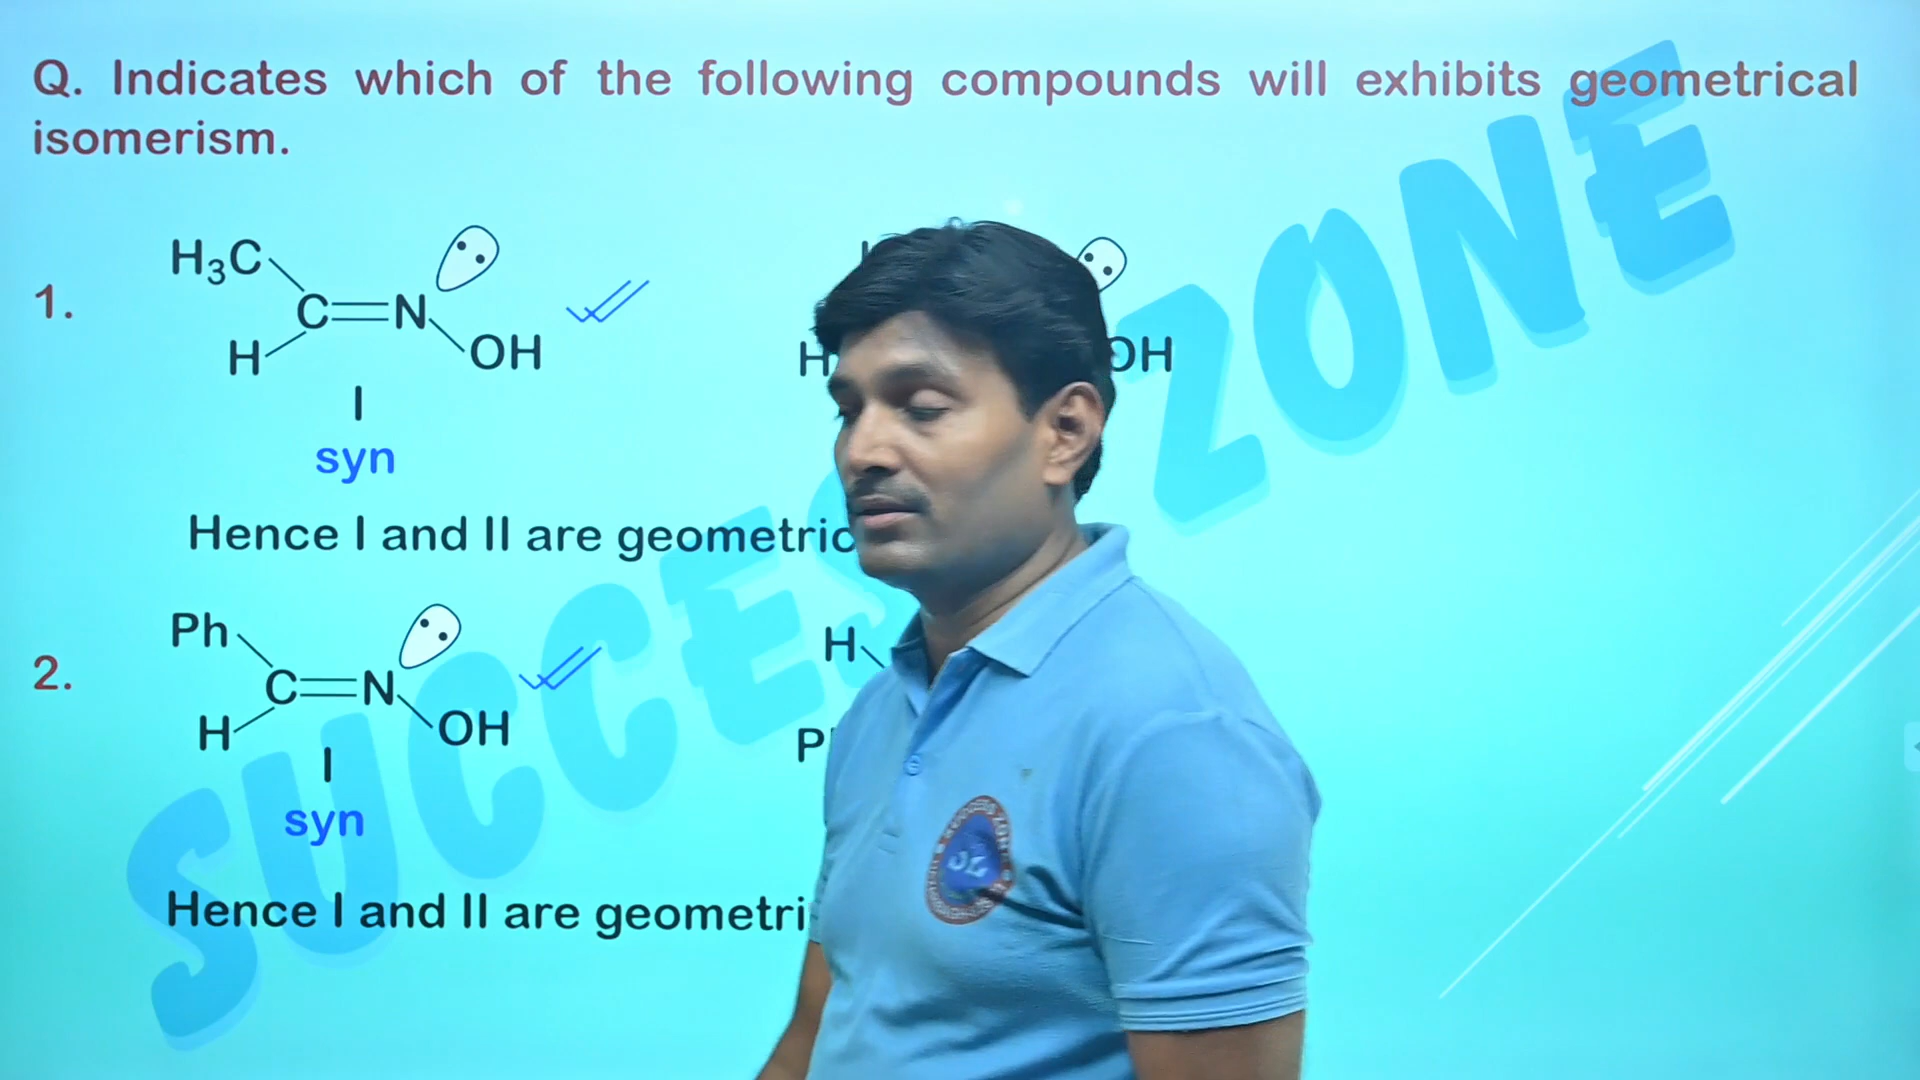 Q. Indicates which of the following compounds will exhibits geometrical
isomerism.
1.
H₃C
C=N
H
OH
I
syn
H
OH
Hence I and II are geometric
2.
Ph
C=N
H
OH
I
syn
H
Hence I and II are geometri
SUCCES ZONE